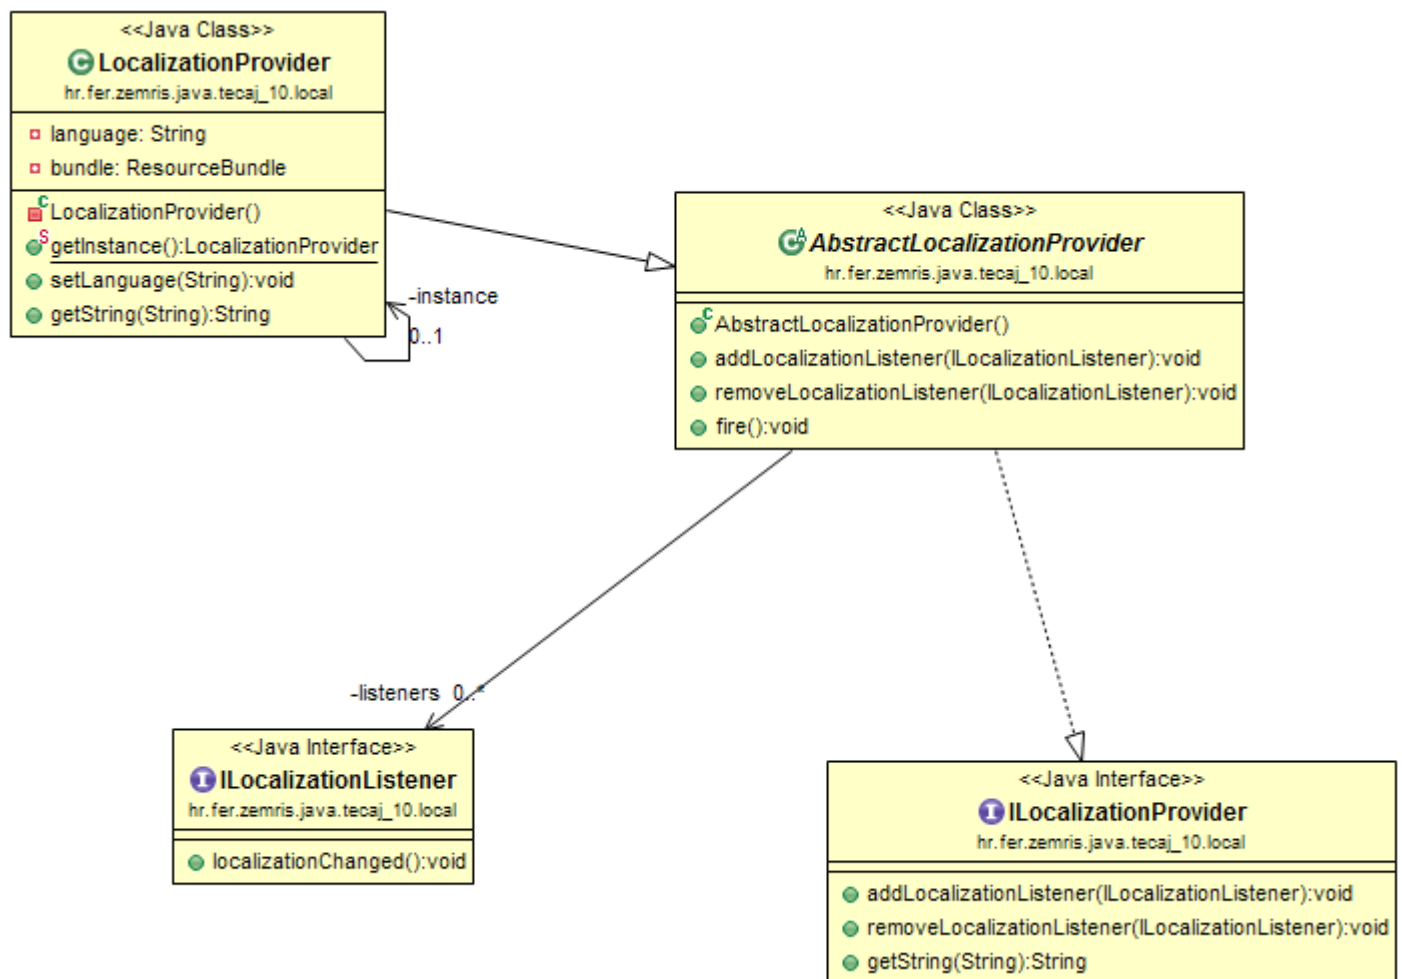 <<Java Class>>
LocalizationProvider
hr.fer.zemris.java.tecaj_10.local
language: String
bundle: ResourceBundle
LocalizationProvider()
getInstance():LocalizationProvider
setLanguage(String):void
getString(String):String
-instance
0..1
<<Java Class>>
AbstractLocalizationProvider
hr.fer.zemris.java.tecaj_10.local
AbstractLocalizationProvider()
addLocalizationListener(ILocalizationListener):void
removeLocalizationListener(ILocalizationListener):void
fire():void
-listeners 0..*
<<Java Interface>>
ILocalizationListener
hr.fer.zemris.java.tecaj_10.local
localizationChanged():void
<<Java Interface>>
ILocalizationProvider
hr.fer.zemris.java.tecaj_10.local
addLocalizationListener(ILocalizationListener):void
removeLocalizationListener(ILocalizationListener):void
getString(String):String